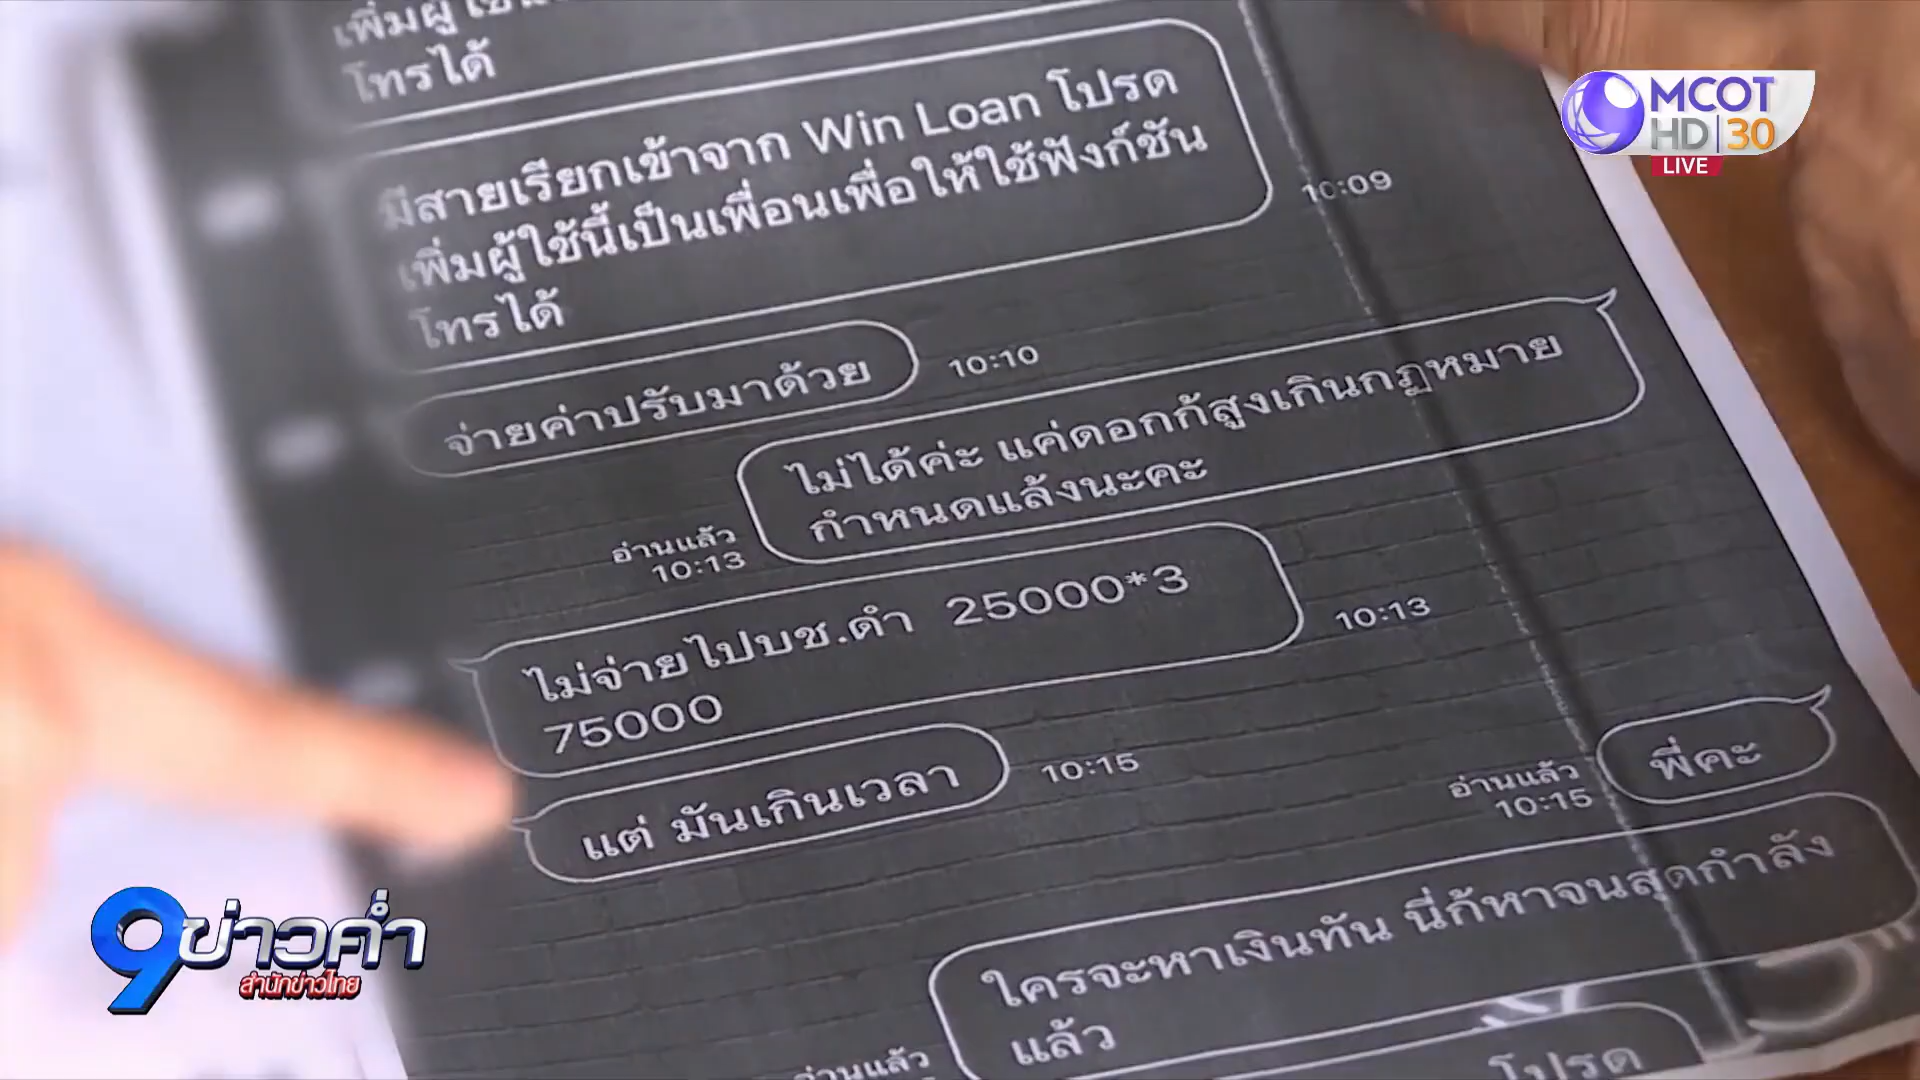 เพิ่มผู้ใช้
โทรได้
มีสายเรียกเข้าจาก Win Loan โปรด
เพิ่มผู้ใช้นี้เป็นเพื่อนเพื่อให้ใช้ฟังก์ชัน
โทรได้
10:09
จ่ายค่าปรับมาด้วย
10:10
ไม่ได้ค่ะ แค่ดอกก้สูงเกินกฏหมาย
กำหนดแล้งนะคะ
อ่านแล้ว
10:13
ไม่จ่ายไปบช.ดำ 25000*3
75000
10:13
แต่ มันเกินเวลา
10:15
พี่คะ
อ่านแล้ว
10:15
ใครจะหาเงินทัน นี่ก้หาจนสุดกำลัง
แล้ว
อ่านแล้ว
โปรด
MCOT
HD 30
LIVE
9ข่าวค่ำ
สำนักข่าวไทย